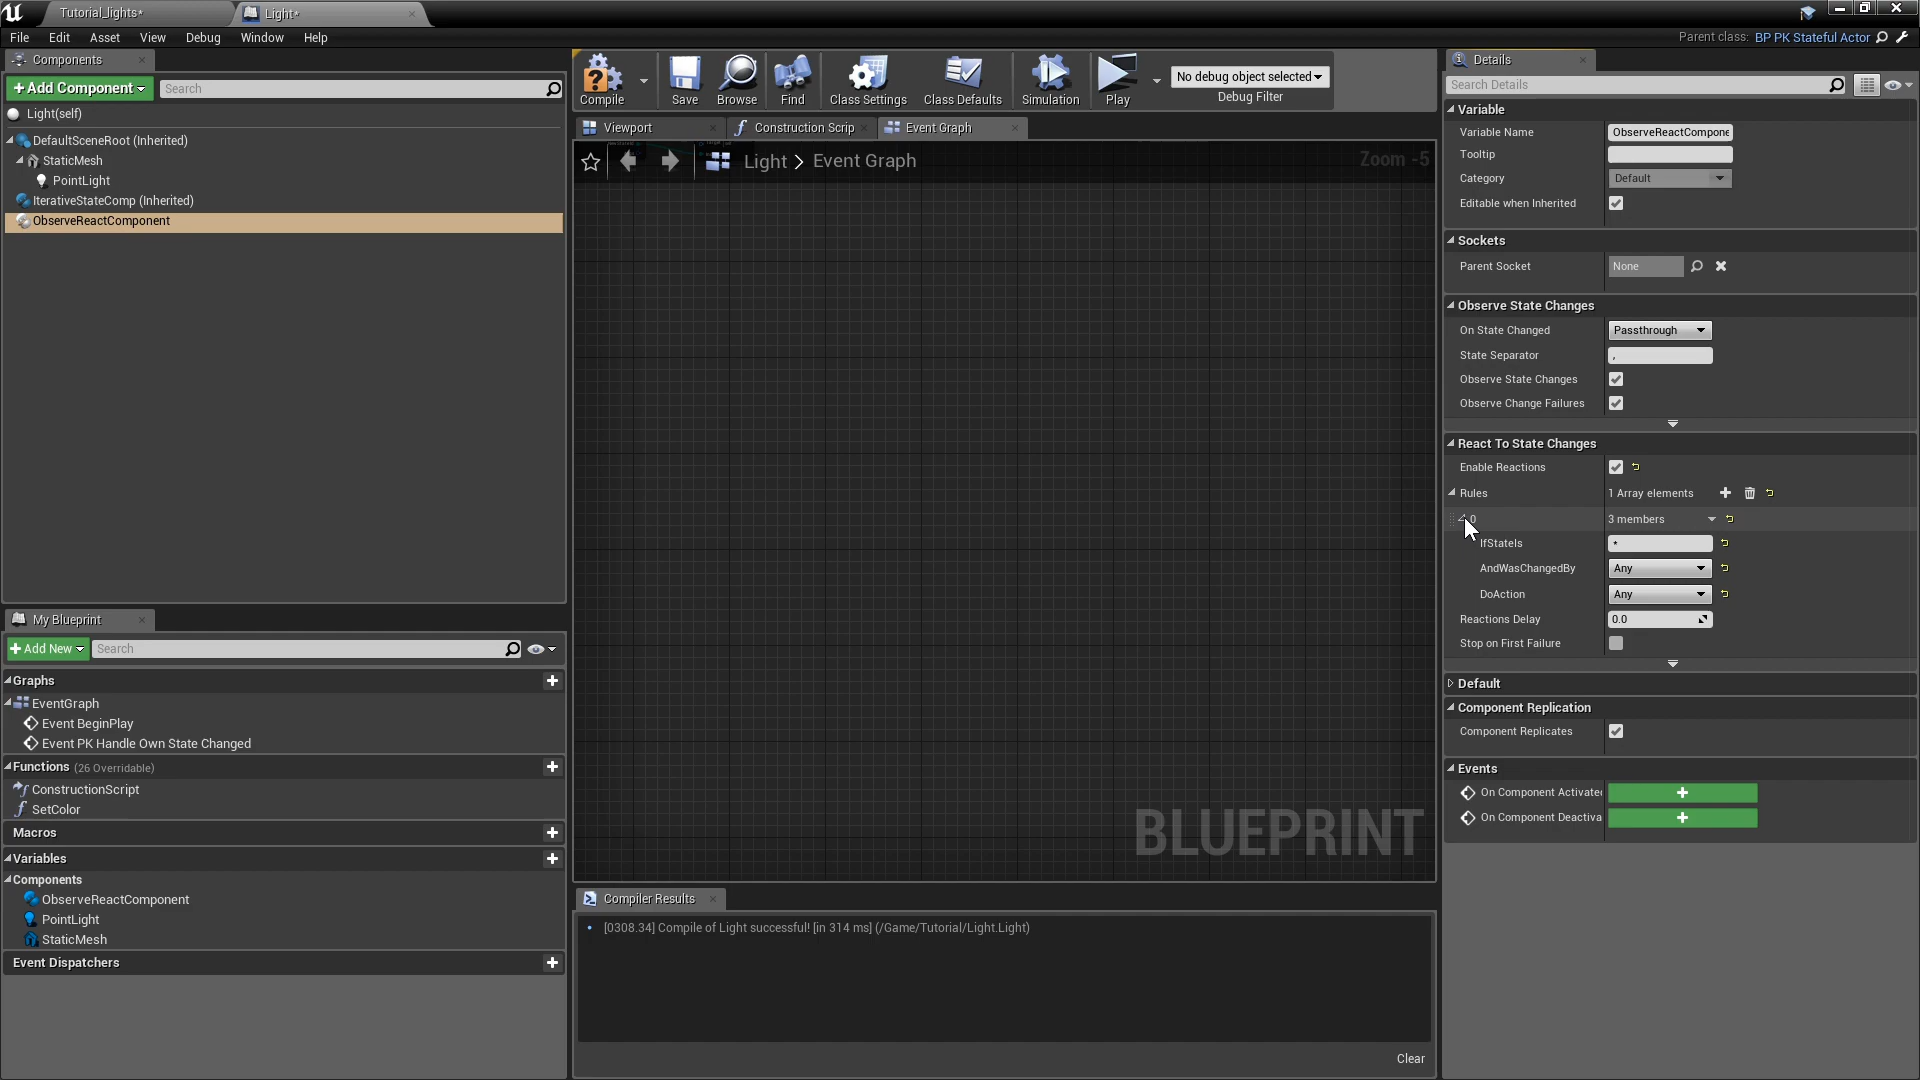 Tutorial_lights*
Light*
File Edit Asset View Debug Window Help
Parent class: BP PK Stateful Actor
Components
+Add Component
Search
Light(self)
DefaultSceneRoot (Inherited)
StaticMesh
PointLight
IterativeStateComp (Inherited)
ObserveReactComponent
My Blueprint
+Add New
Search
Graphs
EventGraph
Event BeginPlay
Event PK Handle Own State Changed
Functions (26 Overridable)
ConstructionScript
SetColor
Macros
Variables
Components
ObserveReactComponent
PointLight
StaticMesh
Event Dispatchers
Compile
Save
Browse
Find
Class Settings
Class Defaults
Simulation
Play
No debug object selected
Debug Filter
Viewport
Construction Scrip
Event Graph
Light > Event Graph
Zoom -5
BLUEPRINT
Compiler Results
[0308.34] Compile of Light successful! [in 314 ms] (/Game/Tutorial/Light.Light)
Clear
Details
Search Details
Variable
Variable Name ObserveReactCompone
Tooltip
Category Default
Editable when Inherited
Sockets
Parent Socket None
Observe State Changes
On State Changed Passthrough
State Separator ,
Observe State Changes
Observe Change Failures
React To State Changes
Enable Reactions
Rules 1 Array elements
0 3 members
IfStateIs *
AndWasChangedBy Any
DoAction Any
Reactions Delay 0.0
Stop on First Failure
Default
Component Replication
Component Replicates
Events
On Component Activate
On Component Deactiva